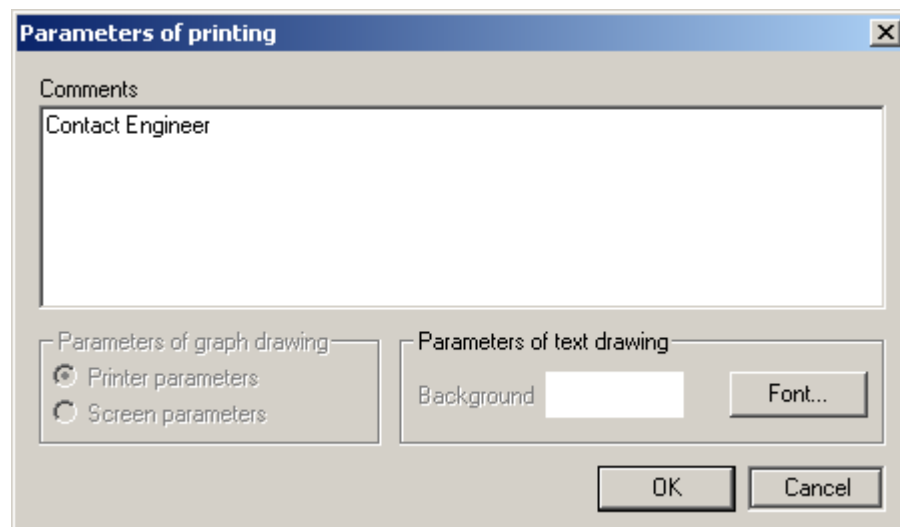 Parameters of printing
Comments
Contact Engineer
Parameters of graph drawing
Printer parameters
Screen parameters
Parameters of text drawing
Background
Font...
OK
Cancel